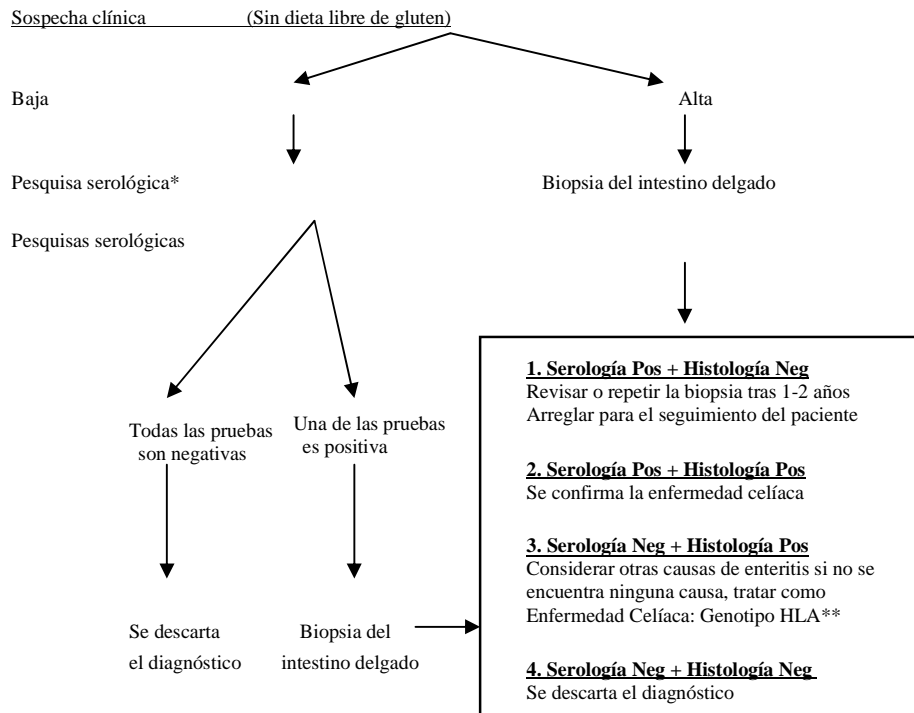 Sospecha clínica (Sin dieta libre de gluten)
Baja
Alta
Pesquisa serológica*
Biopsia del intestino delgado
Pesquisas serológicas
Todas las pruebas
son negativas
Una de las pruebas
es positiva
Se descarta
el diagnóstico
Biopsia del
intestino delgado
1. Serología Pos + Histología Neg
Revisar o repetir la biopsia tras 1-2 años
Arreglar para el seguimiento del paciente
2. Serología Pos + Histología Pos
Se confirma la enfermedad celíaca
3. Serología Neg + Histología Pos
Considerar otras causas de enteritis si no se
encuentra ninguna causa, tratar como
Enfermedad Celíaca: Genotipo HLA**
4. Serología Neg + Histología Neg
Se descarta el diagnóstico